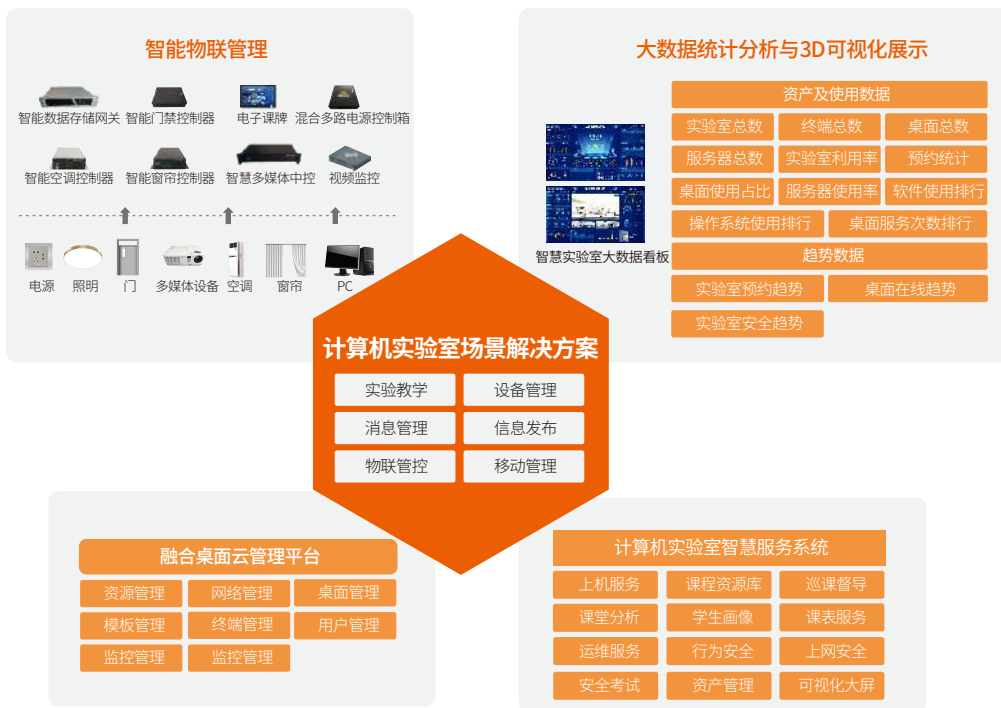 智能物联管理
智能数据存储网关 智能门禁控制器 电子课牌 混合多路电源控制箱
智能空调控制器 智能窗帘控制器 智慧多媒体中控 视频监控
电源 照明 门 多媒体设备 空调 窗帘 PC
大数据统计分析与3D可视化展示
资产及使用数据
实验室总数 终端总数 桌面总数
服务器总数 实验室利用率 预约统计
桌面使用占比 服务器使用率 软件使用排行
操作系统使用排行 桌面服务次数排行
智慧实验室大数据看板
趋势数据
实验室预约趋势 桌面在线趋势
实验室安全趋势
计算机实验室场景解决方案
实验教学 设备管理
消息管理 信息发布
物联管控 移动管理
融合桌面云管理平台
资源管理 网络管理 桌面管理
模板管理 终端管理 用户管理
监控管理 监控管理
计算机实验室智慧服务系统
上机服务 课程资源库 巡课督导
课堂分析 学生画像 课表服务
运维服务 行为安全 上网安全
安全考试 资产管理 可视化大屏